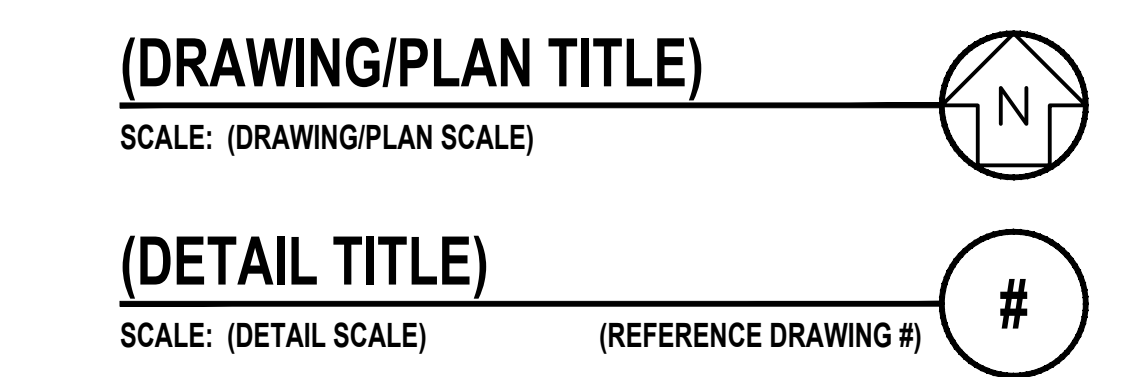 (DRAWING/PLAN TITLE)
N
SCALE: (DRAWING/PLAN SCALE)
(DETAIL TITLE)
#
SCALE: (DETAIL SCALE) (REFERENCE DRAWING #)